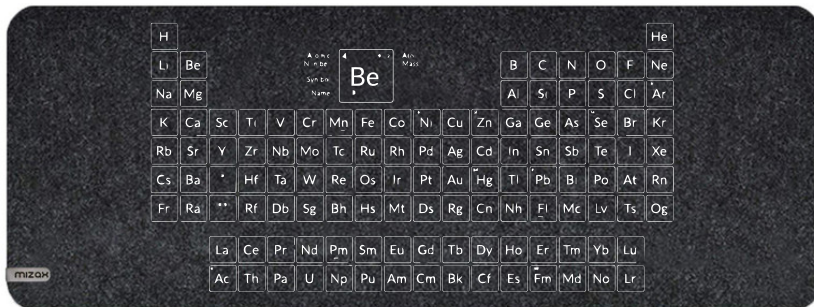 H He
Li Be B C N O F Ne
Symbol Be
Name
Mass
Na Mg Al Si P S Cl Ar
K Ca Sc Ti V Cr Mn Fe Co Ni Cu Zn Ga Ge As Se Br Kr
Rb Sr Y Zr Nb Mo Tc Ru Rh Pd Ag Cd In Sn Sb Te I Xe
Cs Ba * Hf Ta W Re Os Ir Pt Au Hg Tl Pb Bi Po At Rn
Fr Ra ** Rf Db Sg Bh Hs Mt Ds Rg Cn Nh Fl Mc Lv Ts Og
La Ce Pr Nd Pm Sm Eu Gd Tb Dy Ho Er Tm Yb Lu
Ac Th Pa U Np Pu Am Cm Bk Cf Es Fm Md No Lr
mizax